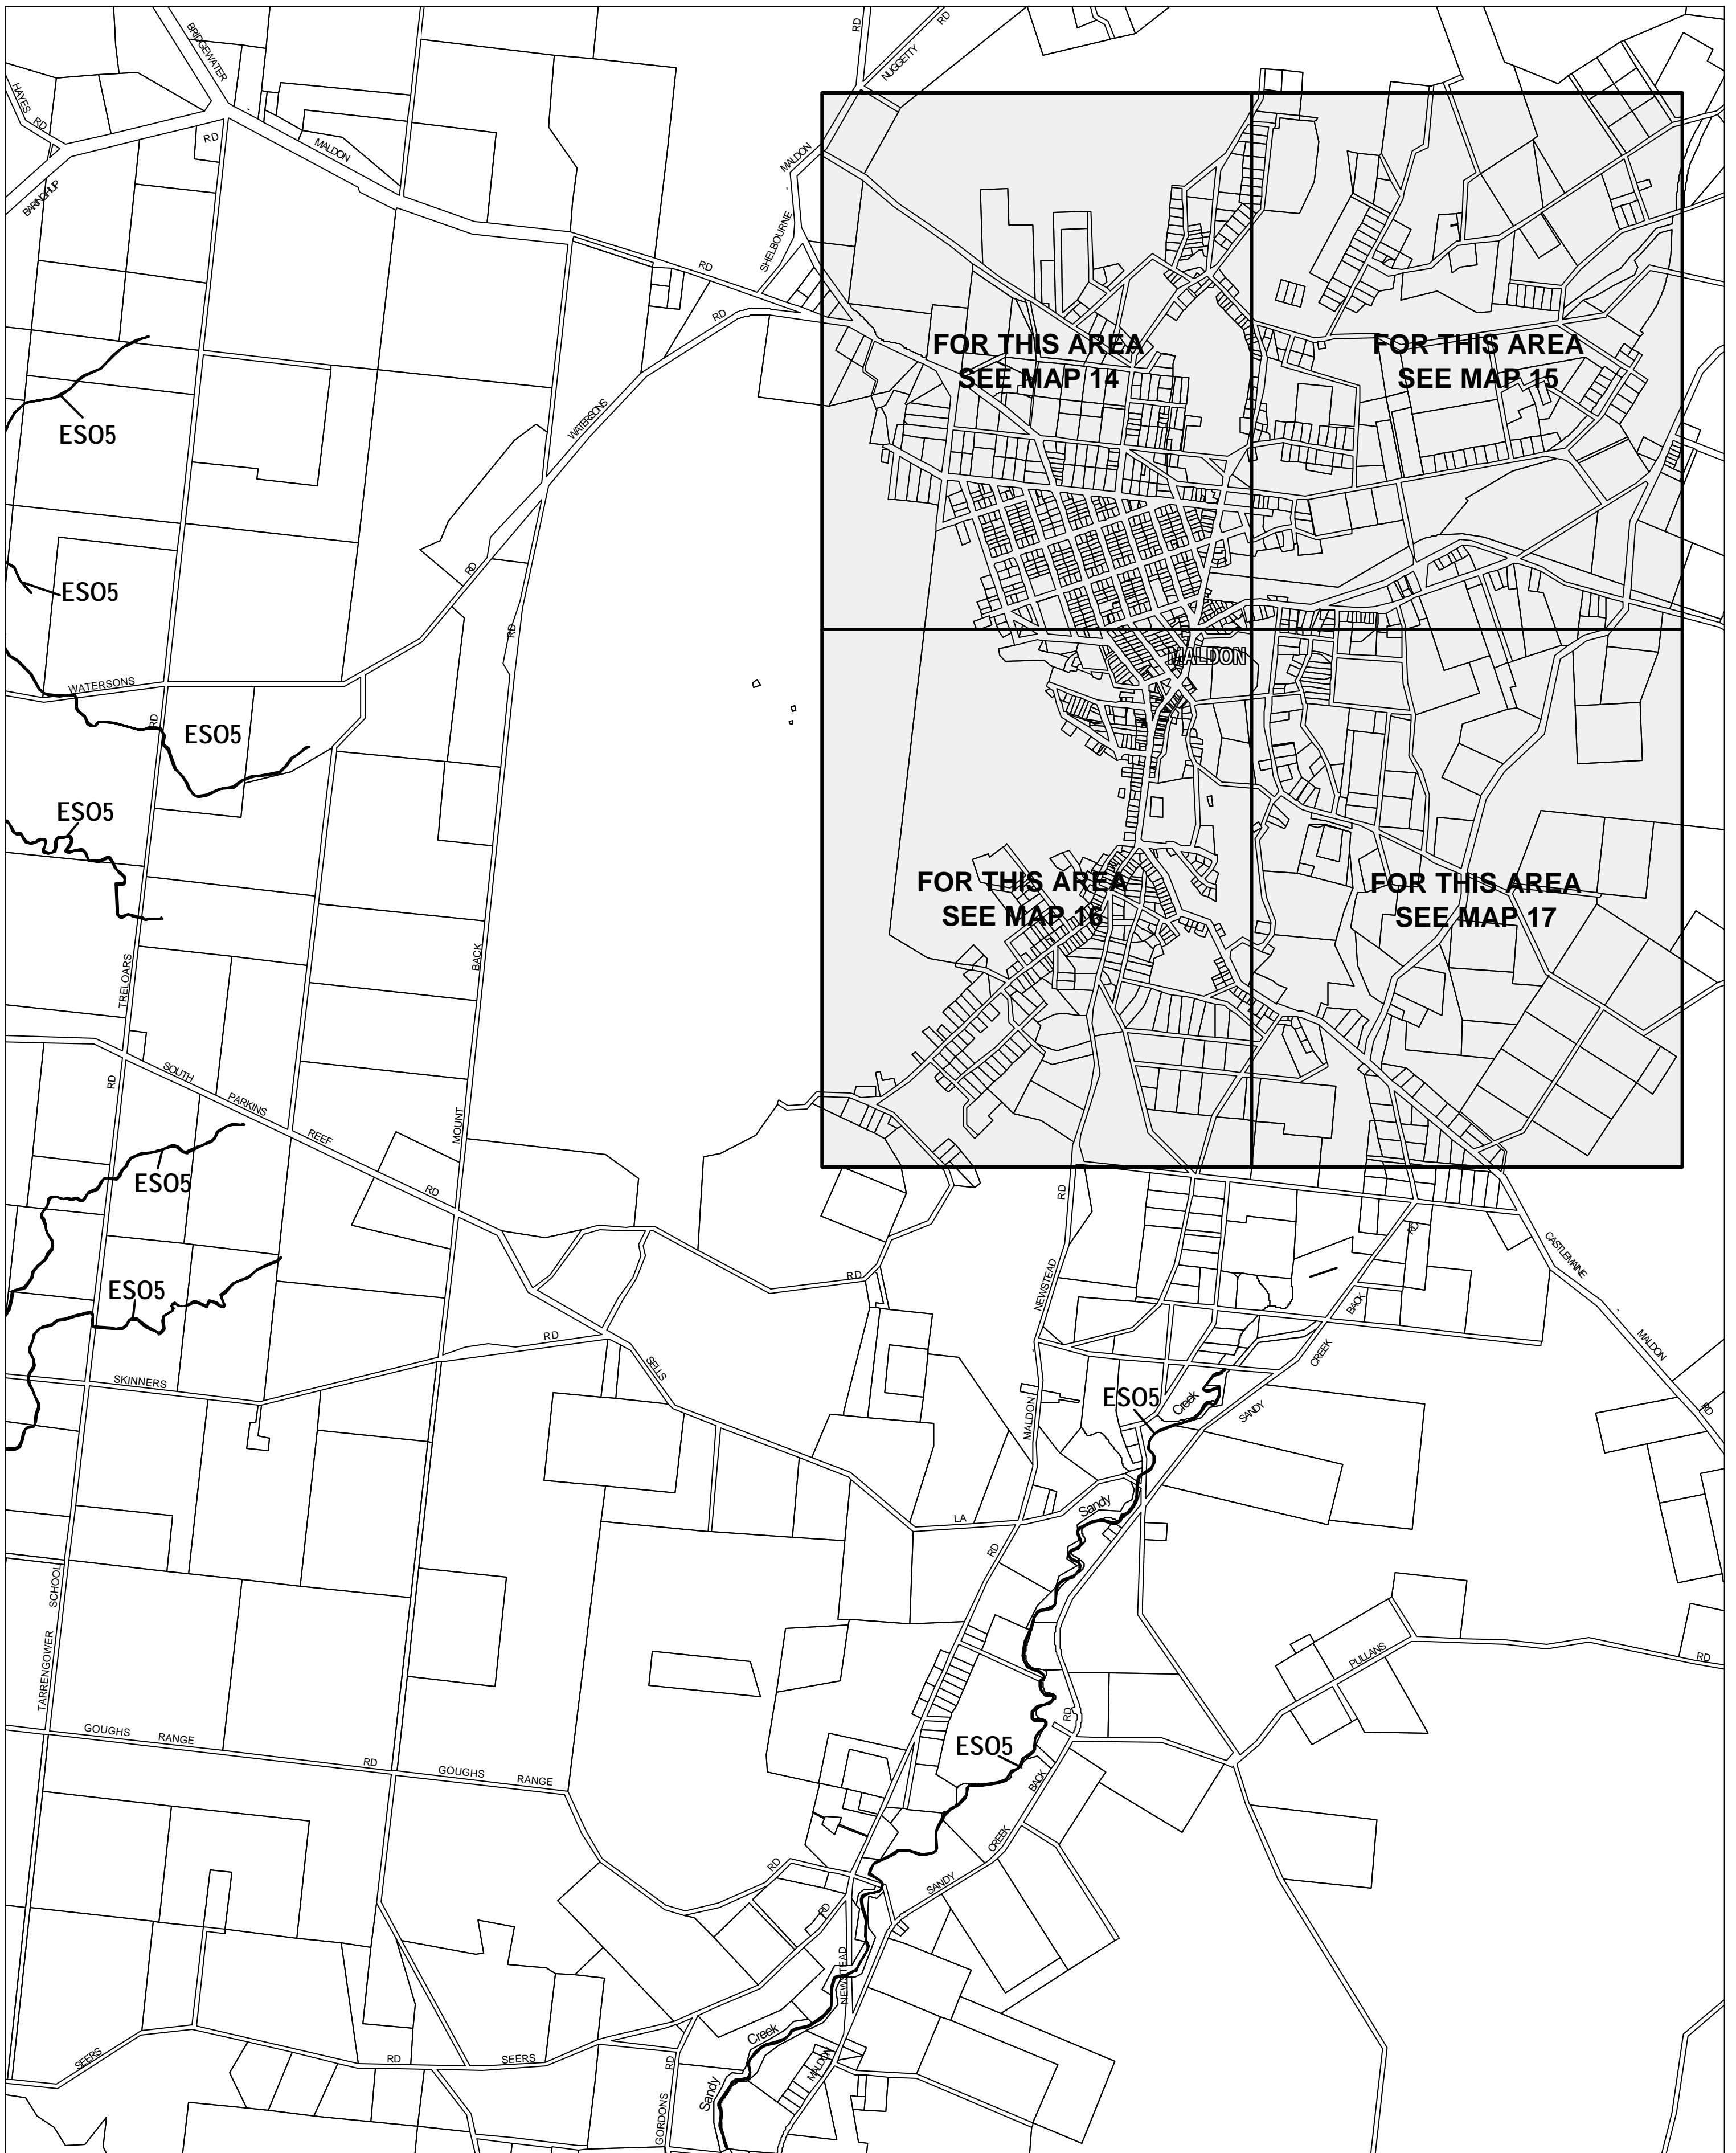 BRIDGEWATER
RD
NUGGETTY
RD
HAYES
RD
RD
MALDON
MALDON
BARINGHUP
SHELBOURNE
RD
RD
FOR THIS AREA
SEE MAP 14
FOR THIS AREA
SEE MAP 15
ESO5
WATERSONS
RD
ESO5
RD
MALDON
WATERSONS
RD
ESO5
ESO5
FOR THIS AREA
SEE MAP 16
FOR THIS AREA
SEE MAP 17
BACK
TRELOARS
SOUTH
PARKINS
REEF
RD
RD
MOUNT
ESO5
RD
RD
CASTLEMAINE
RD
NEWSTEAD
ESO5
BACK
RD
SELLS
CREEK
MALDON
SKINNERS
ESO5
Creek
SANDY
MALDON
RD
Sandy
LA
RD
SCHOOL
TARRENGOWER
PULLANS
RD
RD
GOUGHS
RANGE
RD
GOUGHS
RANGE
ESO5
BACK
CREEK
RD
SANDY
RD
NEWSTEAD
Creek
SEERS
RD
SEERS
RD
MALDON
Sandy
GORDONS